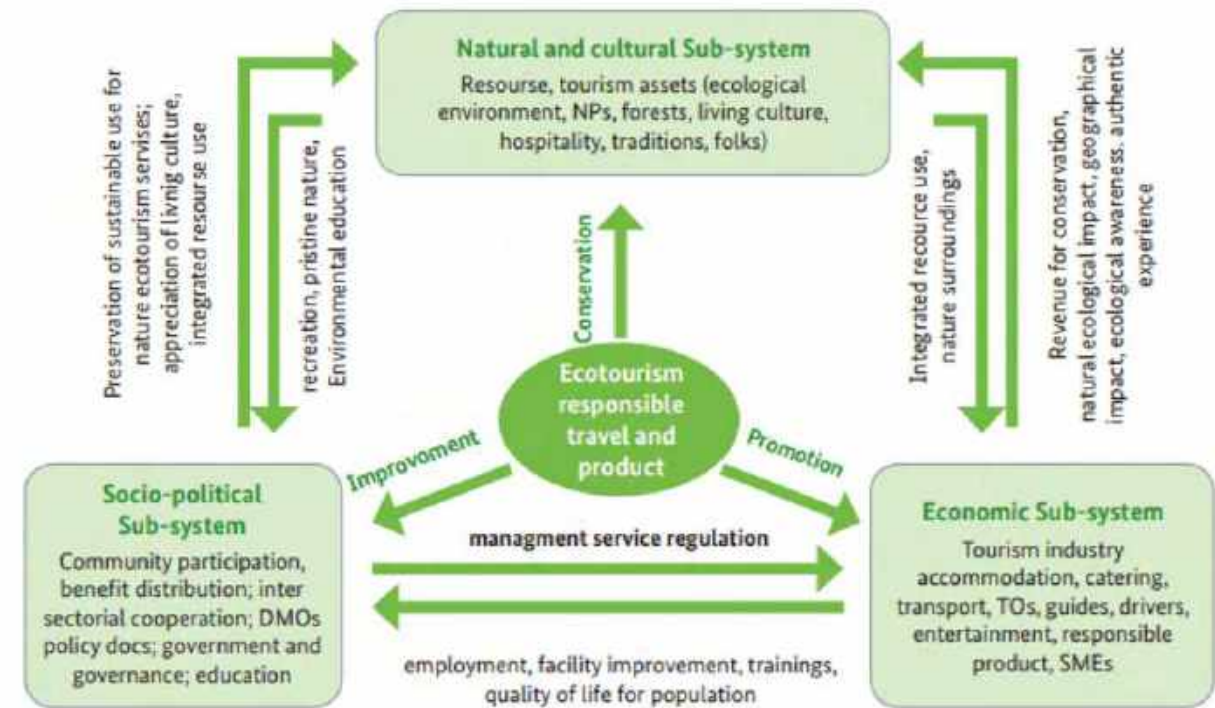 Natural and cultural Sub-system
Resourse, tourism assets (ecological
environment, NPs, forests, living culture,
hospitality, traditions, folks)
Preservation of sustainable use for
nature ecotourism servises;
appreciation of livnig culture,
integrated resourse use
recreation, pristine nature,
Environmental education
Conservation
Integrated recource use,
nature surroundings
Revenue for conservation,
natural ecological impact, geographical
impact, ecological awareness. authentic
experience
Ecotourism
responsible
travel and
product
Improvoment
Promotion
Socio-political
Sub-system
Community participation,
benefit distribution; inter
sectorial cooperation; DMOs
policy docs; government and
governance; education
managment service regulation
employment, facility improvement, trainings,
quality of life for population
Economic Sub-system
Tourism industry
accommodation, catering,
transport, TOs, guides, drivers,
entertainment, responsible
product, SMEs